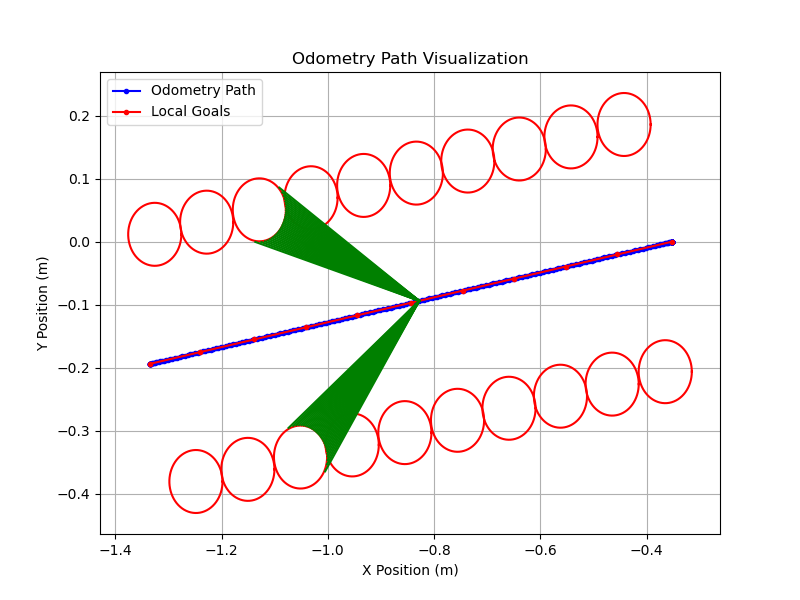 Odometry Path Visualization
Odometry Path
Local Goals
Y Position (m)
0.2
0.1
0.0
−0.1
−0.2
−0.3
−0.4
−1.4 −1.2 −1.0 −0.8 −0.6 −0.4
X Position (m)